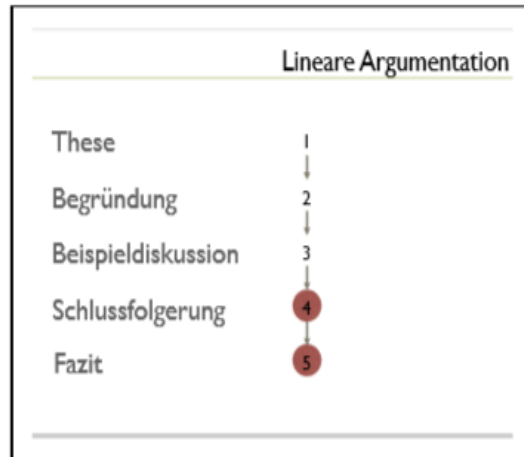 Lineare Argumentation
These 1
Begründung 2
Beispieldiskussion 3
Schlussfolgerung 4
Fazit 5